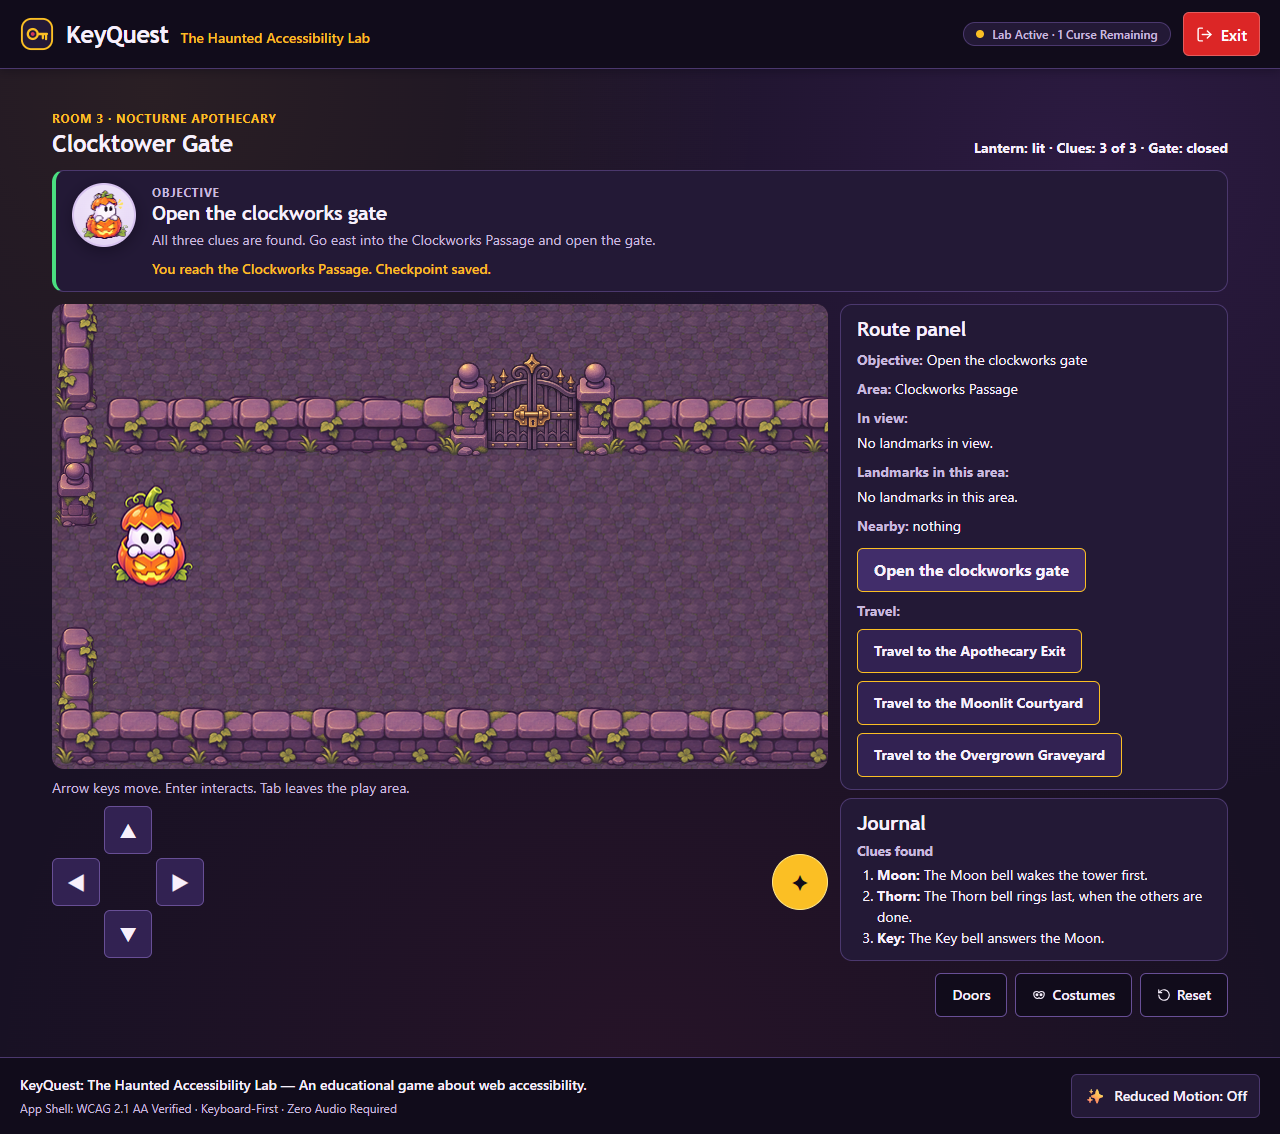 KeyQuest The Haunted Accessibility Lab
Lab Active · 1 Curse Remaining
Exit
ROOM 3 · NOCTURNE APOTHECARY
Clocktower Gate
Lantern: lit · Clues: 3 of 3 · Gate: closed
OBJECTIVE
Open the clockworks gate
All three clues are found. Go east into the Clockworks Passage and open the gate.
You reach the Clockworks Passage. Checkpoint saved.
Arrow keys move. Enter interacts. Tab leaves the play area.
Route panel
Objective: Open the clockworks gate
Area: Clockworks Passage
In view:
No landmarks in view.
Landmarks in this area:
No landmarks in this area.
Nearby: nothing
Open the clockworks gate
Travel:
Travel to the Apothecary Exit
Travel to the Moonlit Courtyard
Travel to the Overgrown Graveyard
Journal
Clues found
1. Moon: The Moon bell wakes the tower first.
2. Thorn: The Thorn bell rings last, when the others are
done.
3. Key: The Key bell answers the Moon.
Doors
Costumes
Reset
KeyQuest: The Haunted Accessibility Lab — An educational game about web accessibility.
App Shell: WCAG 2.1 AA Verified · Keyboard-First · Zero Audio Required
Reduced Motion: Off